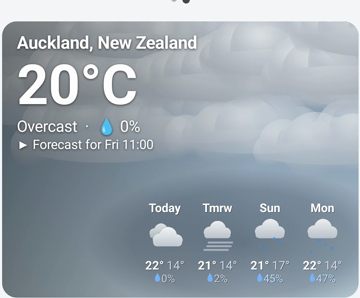 Auckland, New Zealand
20°C
Overcast · 💧 0%
► Forecast for Fri 11:00
Today Tmrw Sun Mon
22° 14° 21° 14° 21° 17° 22° 14°
💧0% 💧2% 💧45% 💧47%